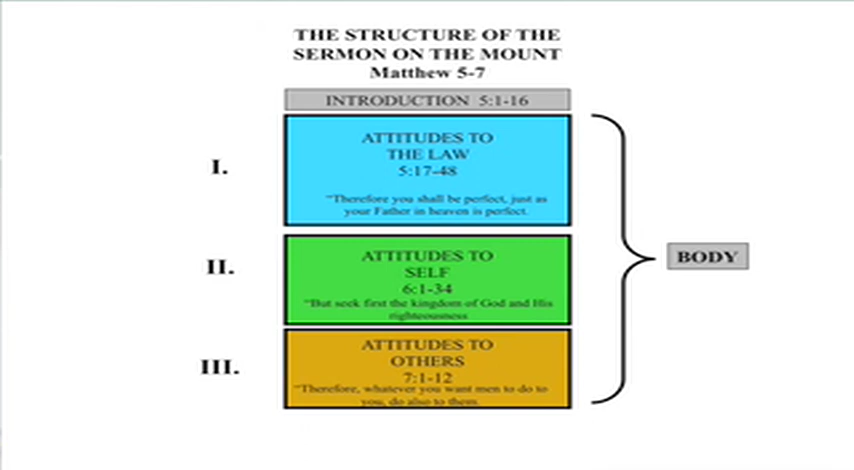 THE STRUCTURE OF THE
SERMON ON THE MOUNT
Matthew 5-7
INTRODUCTION 5:1-16
I.
ATTITUDES TO
THE LAW
5:17-48
"Therefore you shall be perfect, just as
your Father in heaven is perfect.
II.
ATTITUDES TO
SELF
6:1-34
"But seek first the kingdom of God and His
righteousness
BODY
III.
ATTITUDES TO
OTHERS
7:1-12
"Therefore, whatever you want men to do to
you, do also to them.